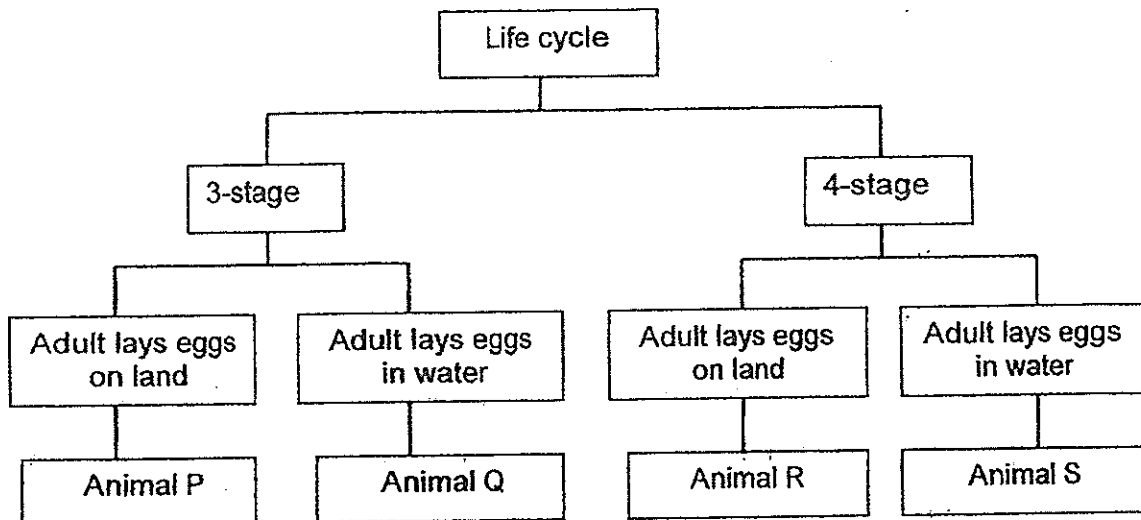 Life cycle
3-stage
4-stage
Adult lays eggs
on land
Adult lays eggs
in water
Adult lays eggs
on land
Adult lays eggs
in water
Animal P
Animal Q
Animal R
Animal S